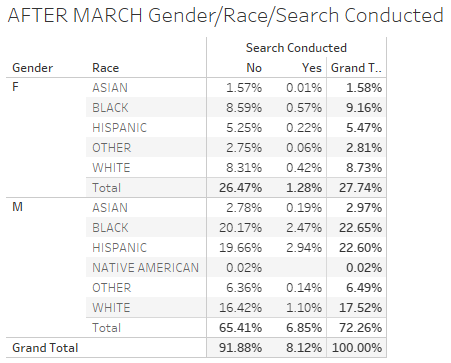 AFTER MARCH Gender/Race/Search Conducted
Search Conducted
Gender Race No Yes Grand T..
F ASIAN 1.57% 0.01% 1.58%
BLACK 8.59% 0.57% 9.16%
HISPANIC 5.25% 0.22% 5.47%
OTHER 2.75% 0.06% 2.81%
WHITE 8.31% 0.42% 8.73%
Total 26.47% 1.28% 27.74%
M ASIAN 2.78% 0.19% 2.97%
BLACK 20.17% 2.47% 22.65%
HISPANIC 19.66% 2.94% 22.60%
NATIVE AMERICAN 0.02% 0.02%
OTHER 6.36% 0.14% 6.49%
WHITE 16.42% 1.10% 17.52%
Total 65.41% 6.85% 72.26%
Grand Total 91.88% 8.12% 100.00%